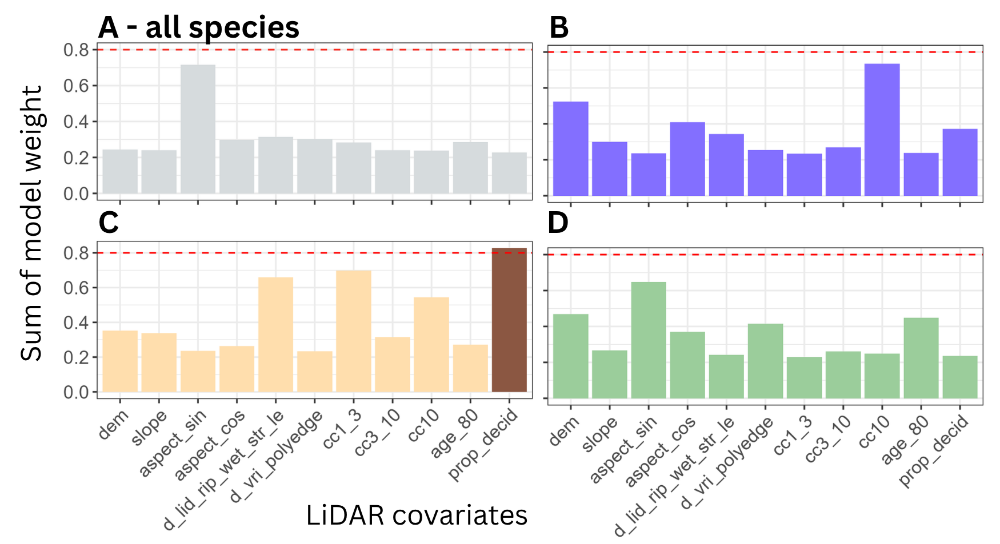 A - all species
B
0.8
0.6
0.4
0.2
0.0
Sum of model weight
C
D
0.8
0.6
0.4
0.2
0.0
dem
slope
aspect_sin
aspect_cos
d_lid_rip_wet_str_le
d_vri_polyedge
cc1_3
cc3_10
cc10
age_80
prop_decid
dem
slope
aspect_sin
aspect_cos
d_lid_rip_wet_str_le
d_vri_polyedge
cc1_3
cc3_10
cc10
age_80
prop_decid
LiDAR covariates